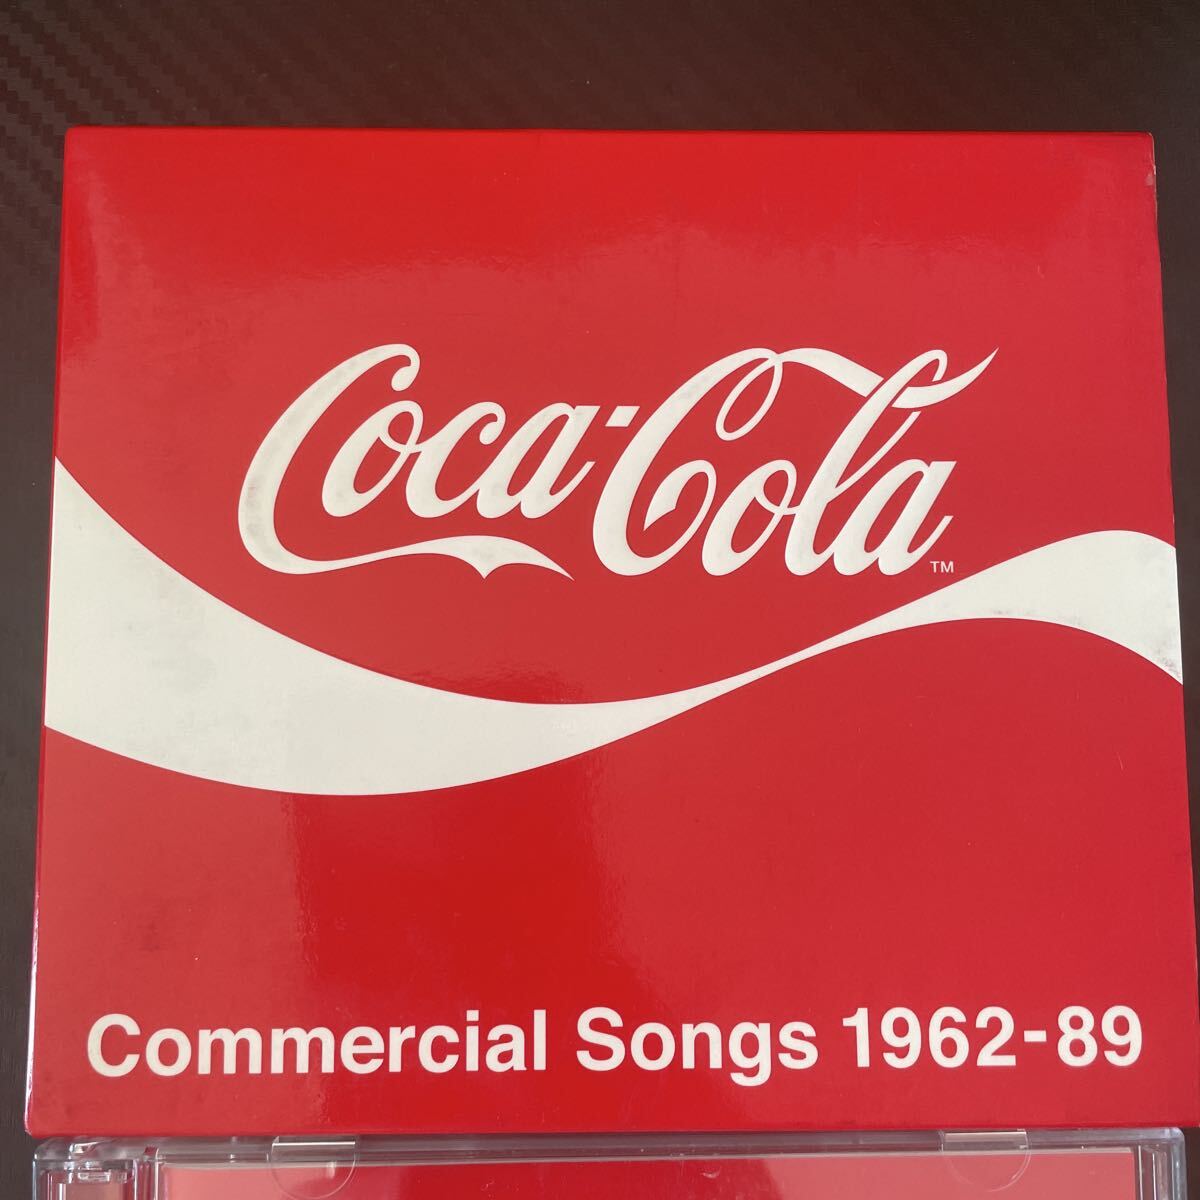 Coca-Cola
TM
Commercial Songs 1962-89